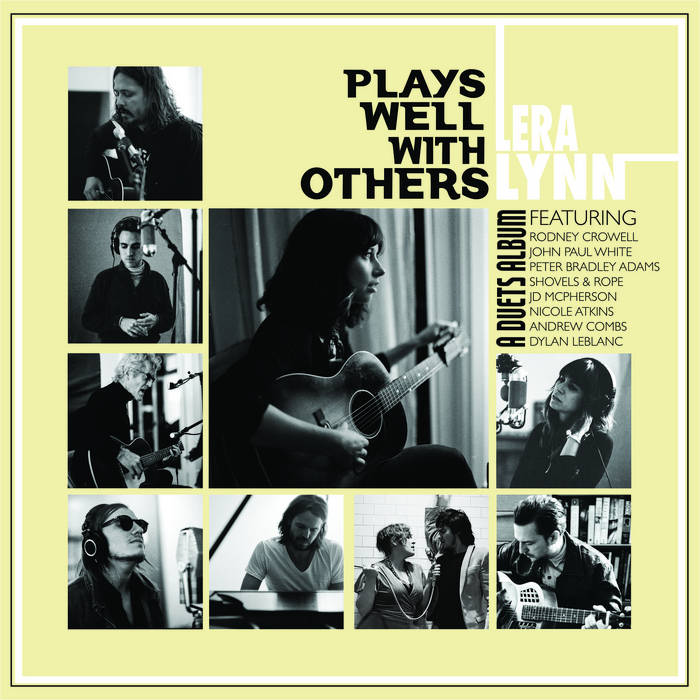 PLAYS
WELL
WITH
OTHERS
LERA
LYNN
A DUETS ALBUM
FEATURING
RODNEY CROWELL
JOHN PAUL WHITE
PETER BRADLEY ADAMS
SHOVELS & ROPE
JD MCPHERSON
NICOLE ATKINS
ANDREW COMBS
DYLAN LEBLANC